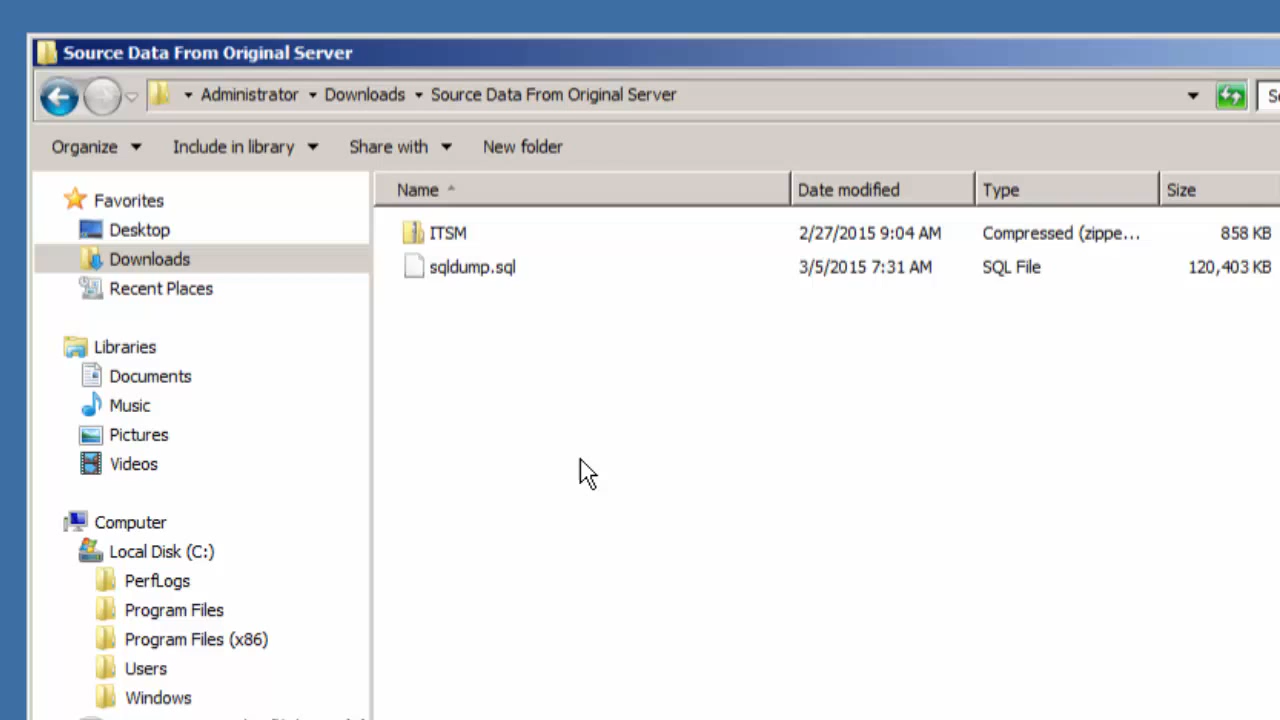 Source Data From Original Server
Administrator Downloads Source Data From Original Server
Organize Include in library Share with New folder
Name Date modified Type Size
Favorites
Desktop
Downloads
Recent Places
Libraries
Documents
Music
Pictures
Videos
Computer
Local Disk (C:)
PerfLogs
Program Files
Program Files (x86)
Users
Windows
ITSM 2/27/2015 9:04 AM Compressed (zippe... 858 KB
sqldump.sql 3/5/2015 7:31 AM SQL File 120,403 KB